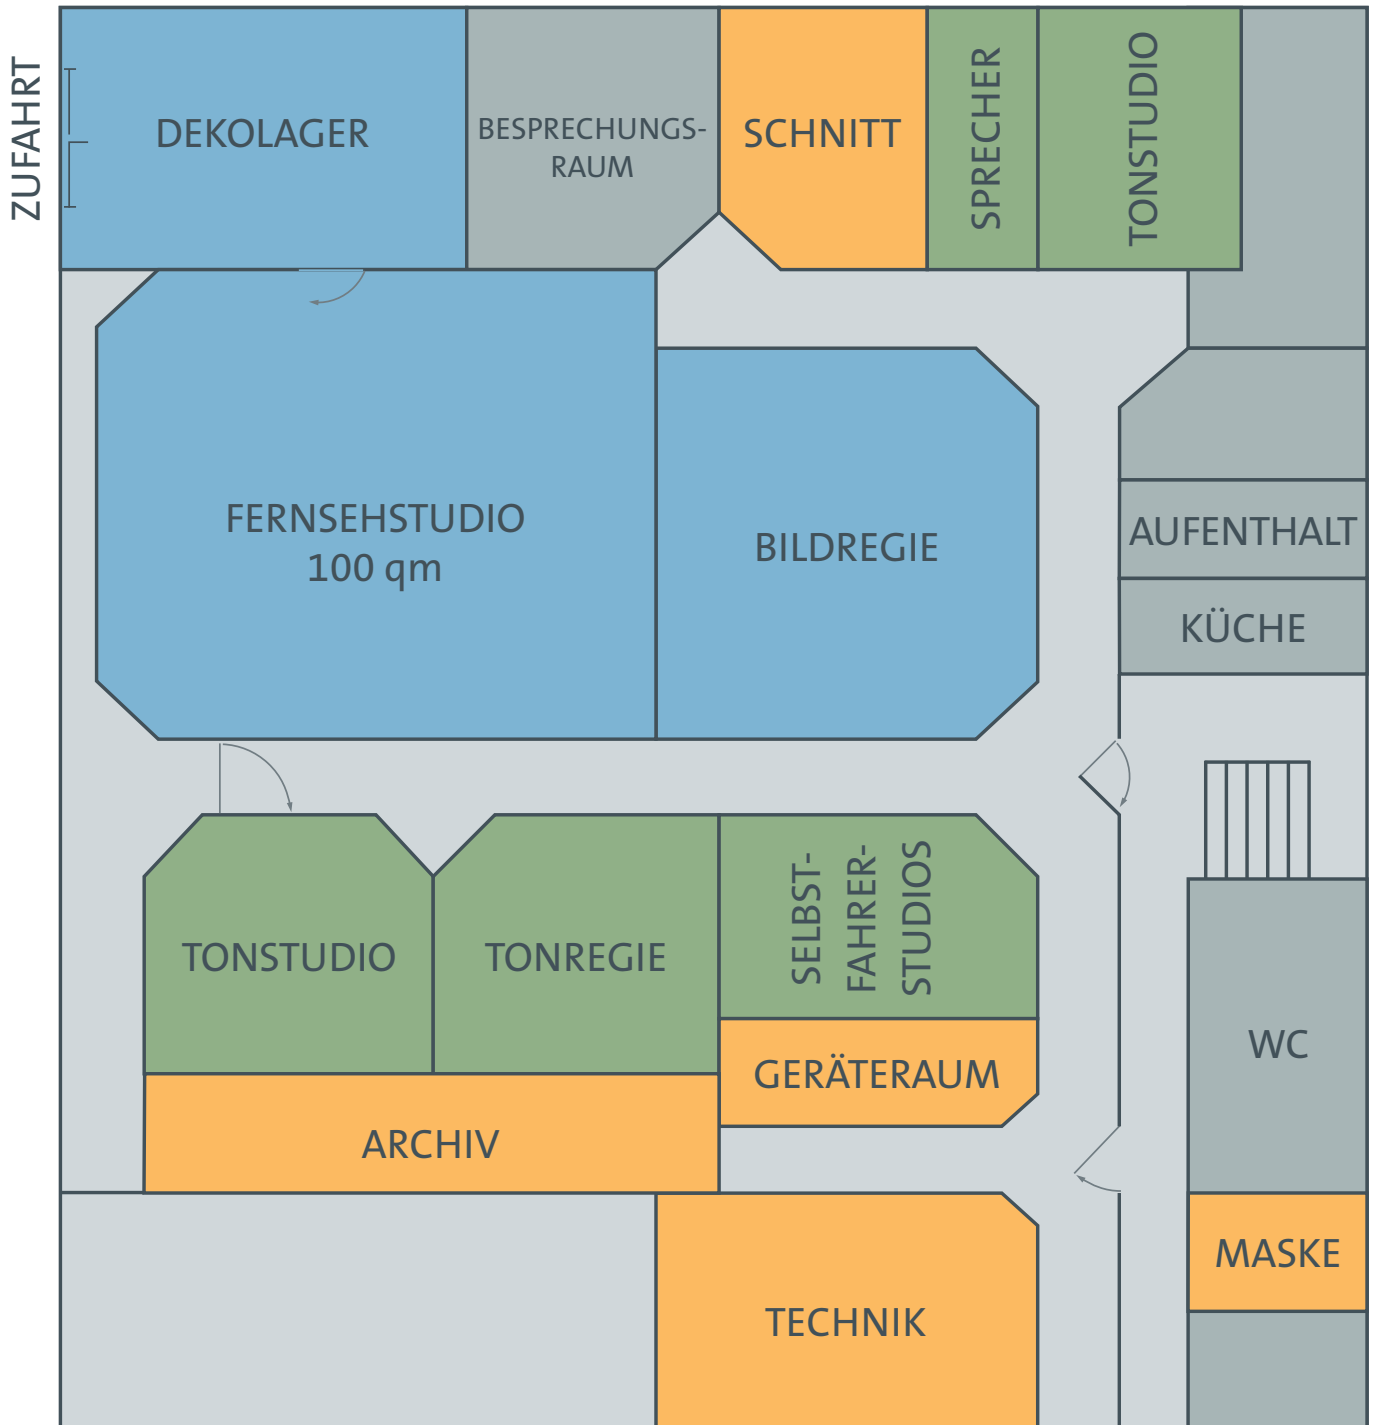 ZUFAHRT
DEKOLAGER
BESPRECHUNGS-
RAUM
SCHNITT
SPRECHER
TONSTUDIO
FERNSEHSTUDIO
100 qm
BILDREGIE
AUFENTHALT
KÜCHE
TONSTUDIO
TONREGIE
SELBST-
FAHRER-
STUDIOS
GERÄTERAUM
WC
ARCHIV
MASKE
TECHNIK